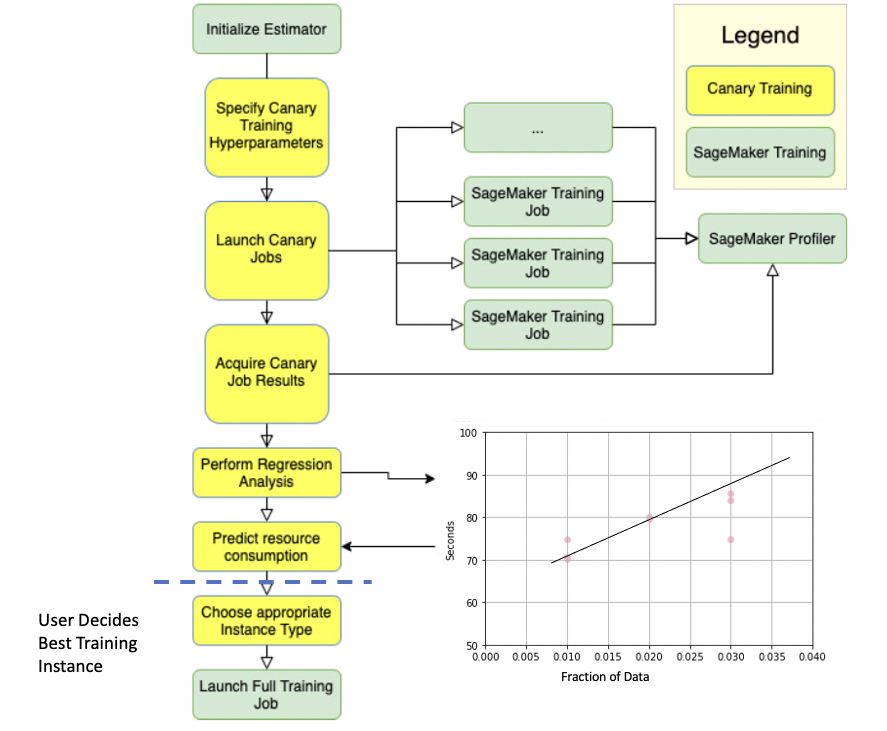 Initialize Estimator
Specify Canary
Training
Hyperparameters
Launch Canary
Jobs
Acquire Canary
Job Results
Perform Regression
Analysis
Predict resource
consumption
Choose appropriate
Instance Type
Launch Full Training
Job
User Decides
Best Training
Instance
...
SageMaker Training
Job
SageMaker Training
Job
SageMaker Training
Job
SageMaker Profiler
Legend
Canary Training
SageMaker Training
100
90
80
70
60
50
Seconds
0.000 0.005 0.010 0.015 0.020 0.025 0.030 0.035 0.040
Fraction of Data